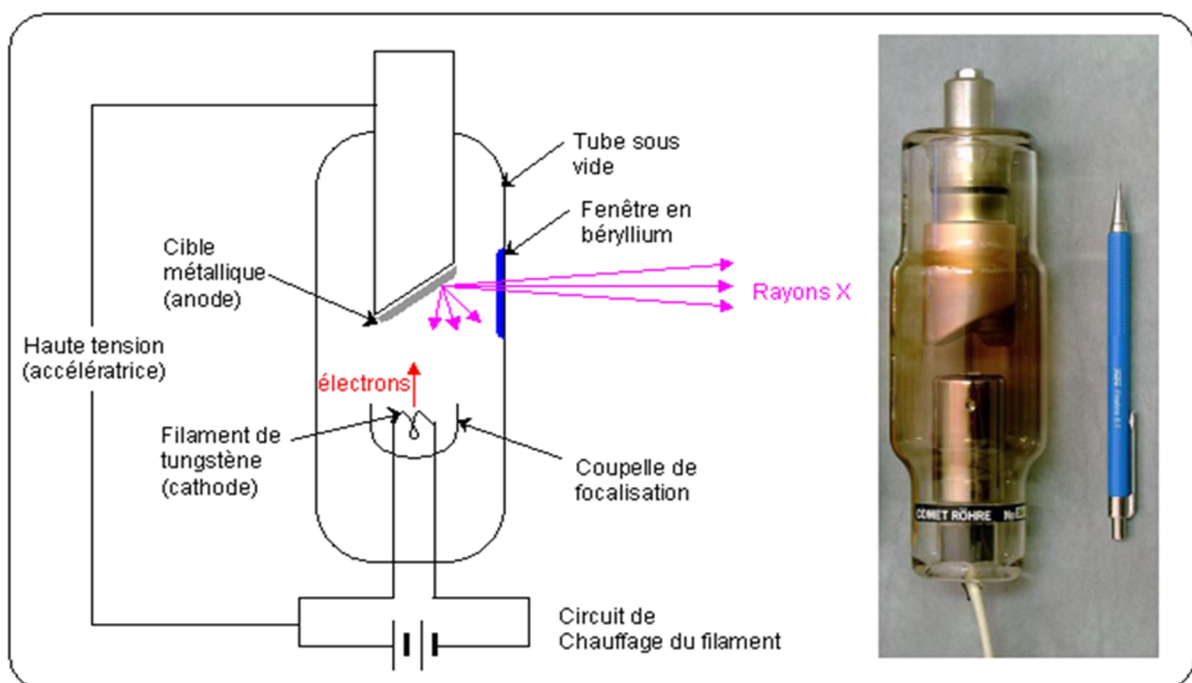 Tube sous
vide
Fenêtre en
béryllium
Cible
métallique
(anode)
Rayons X
Haute tension
(accélératrice)
électrons
Filament de
tungstène
(cathode)
Coupelle de
focalisation
COMET RÖHRE No
Circuit de
Chauffage du filament